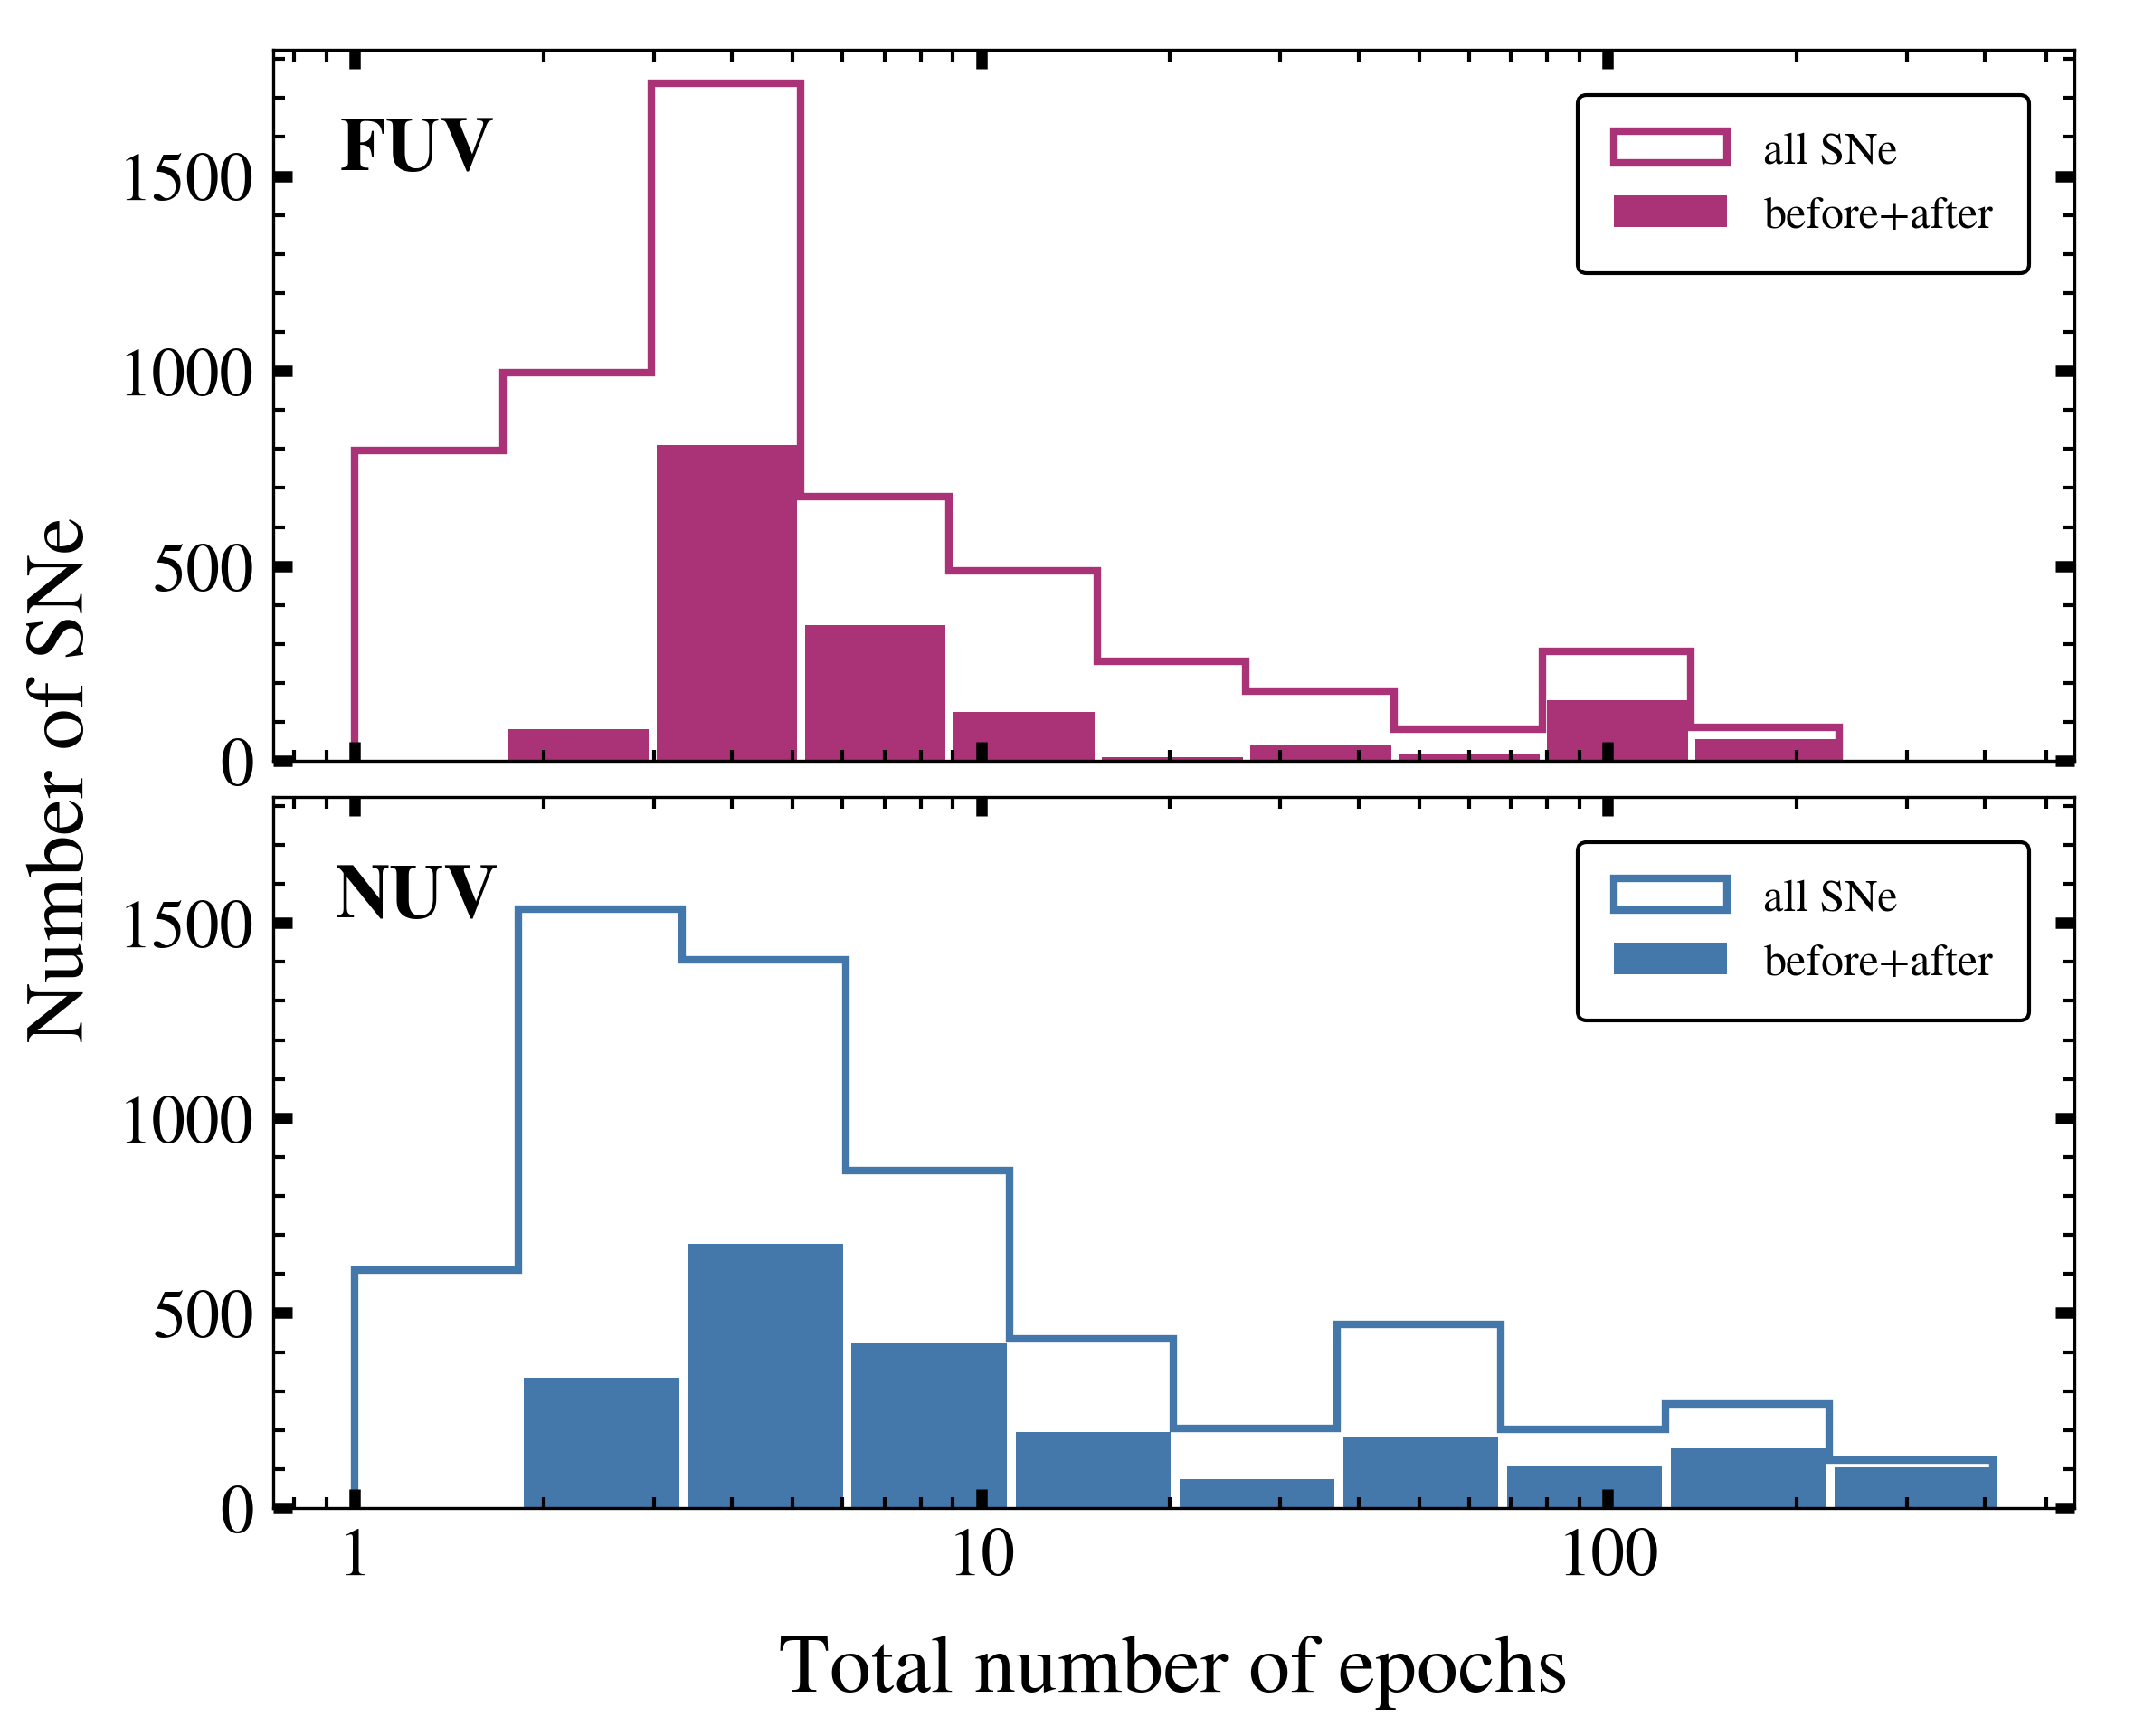 Number of SNe
FUV
all SNe
before+after
1500
1000
500
0
NUV
all SNe
before+after
1500
1000
500
0
1 10 100
Total number of epochs